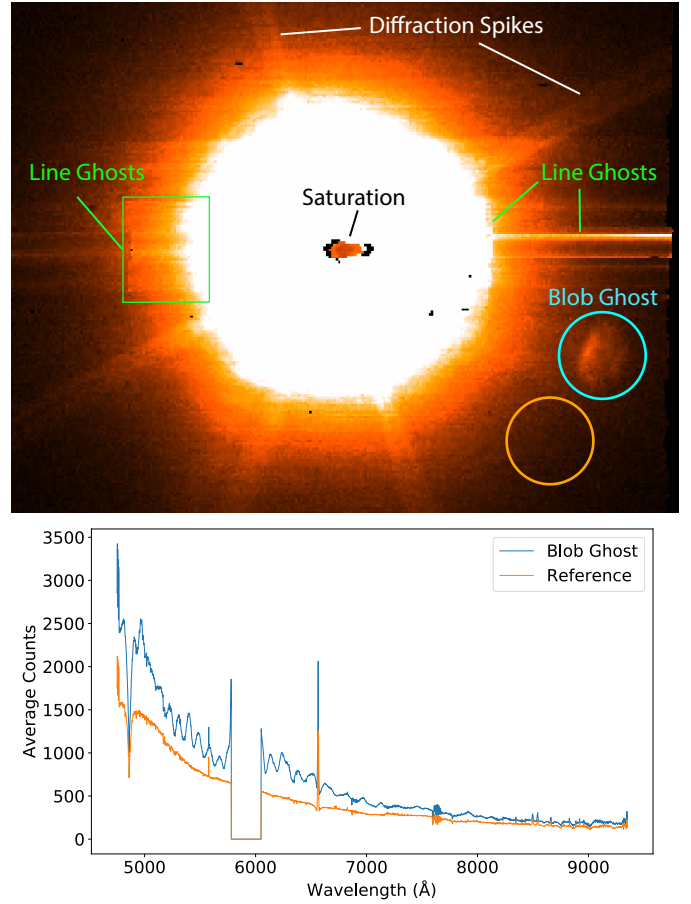 Diffraction Spikes
Line Ghosts
Line Ghosts
Saturation
Blob Ghost
3500
3000
2500
2000
1500
1000
500
0
Average Counts
Blob Ghost
Reference
5000 6000 7000 8000 9000
Wavelength (Å)